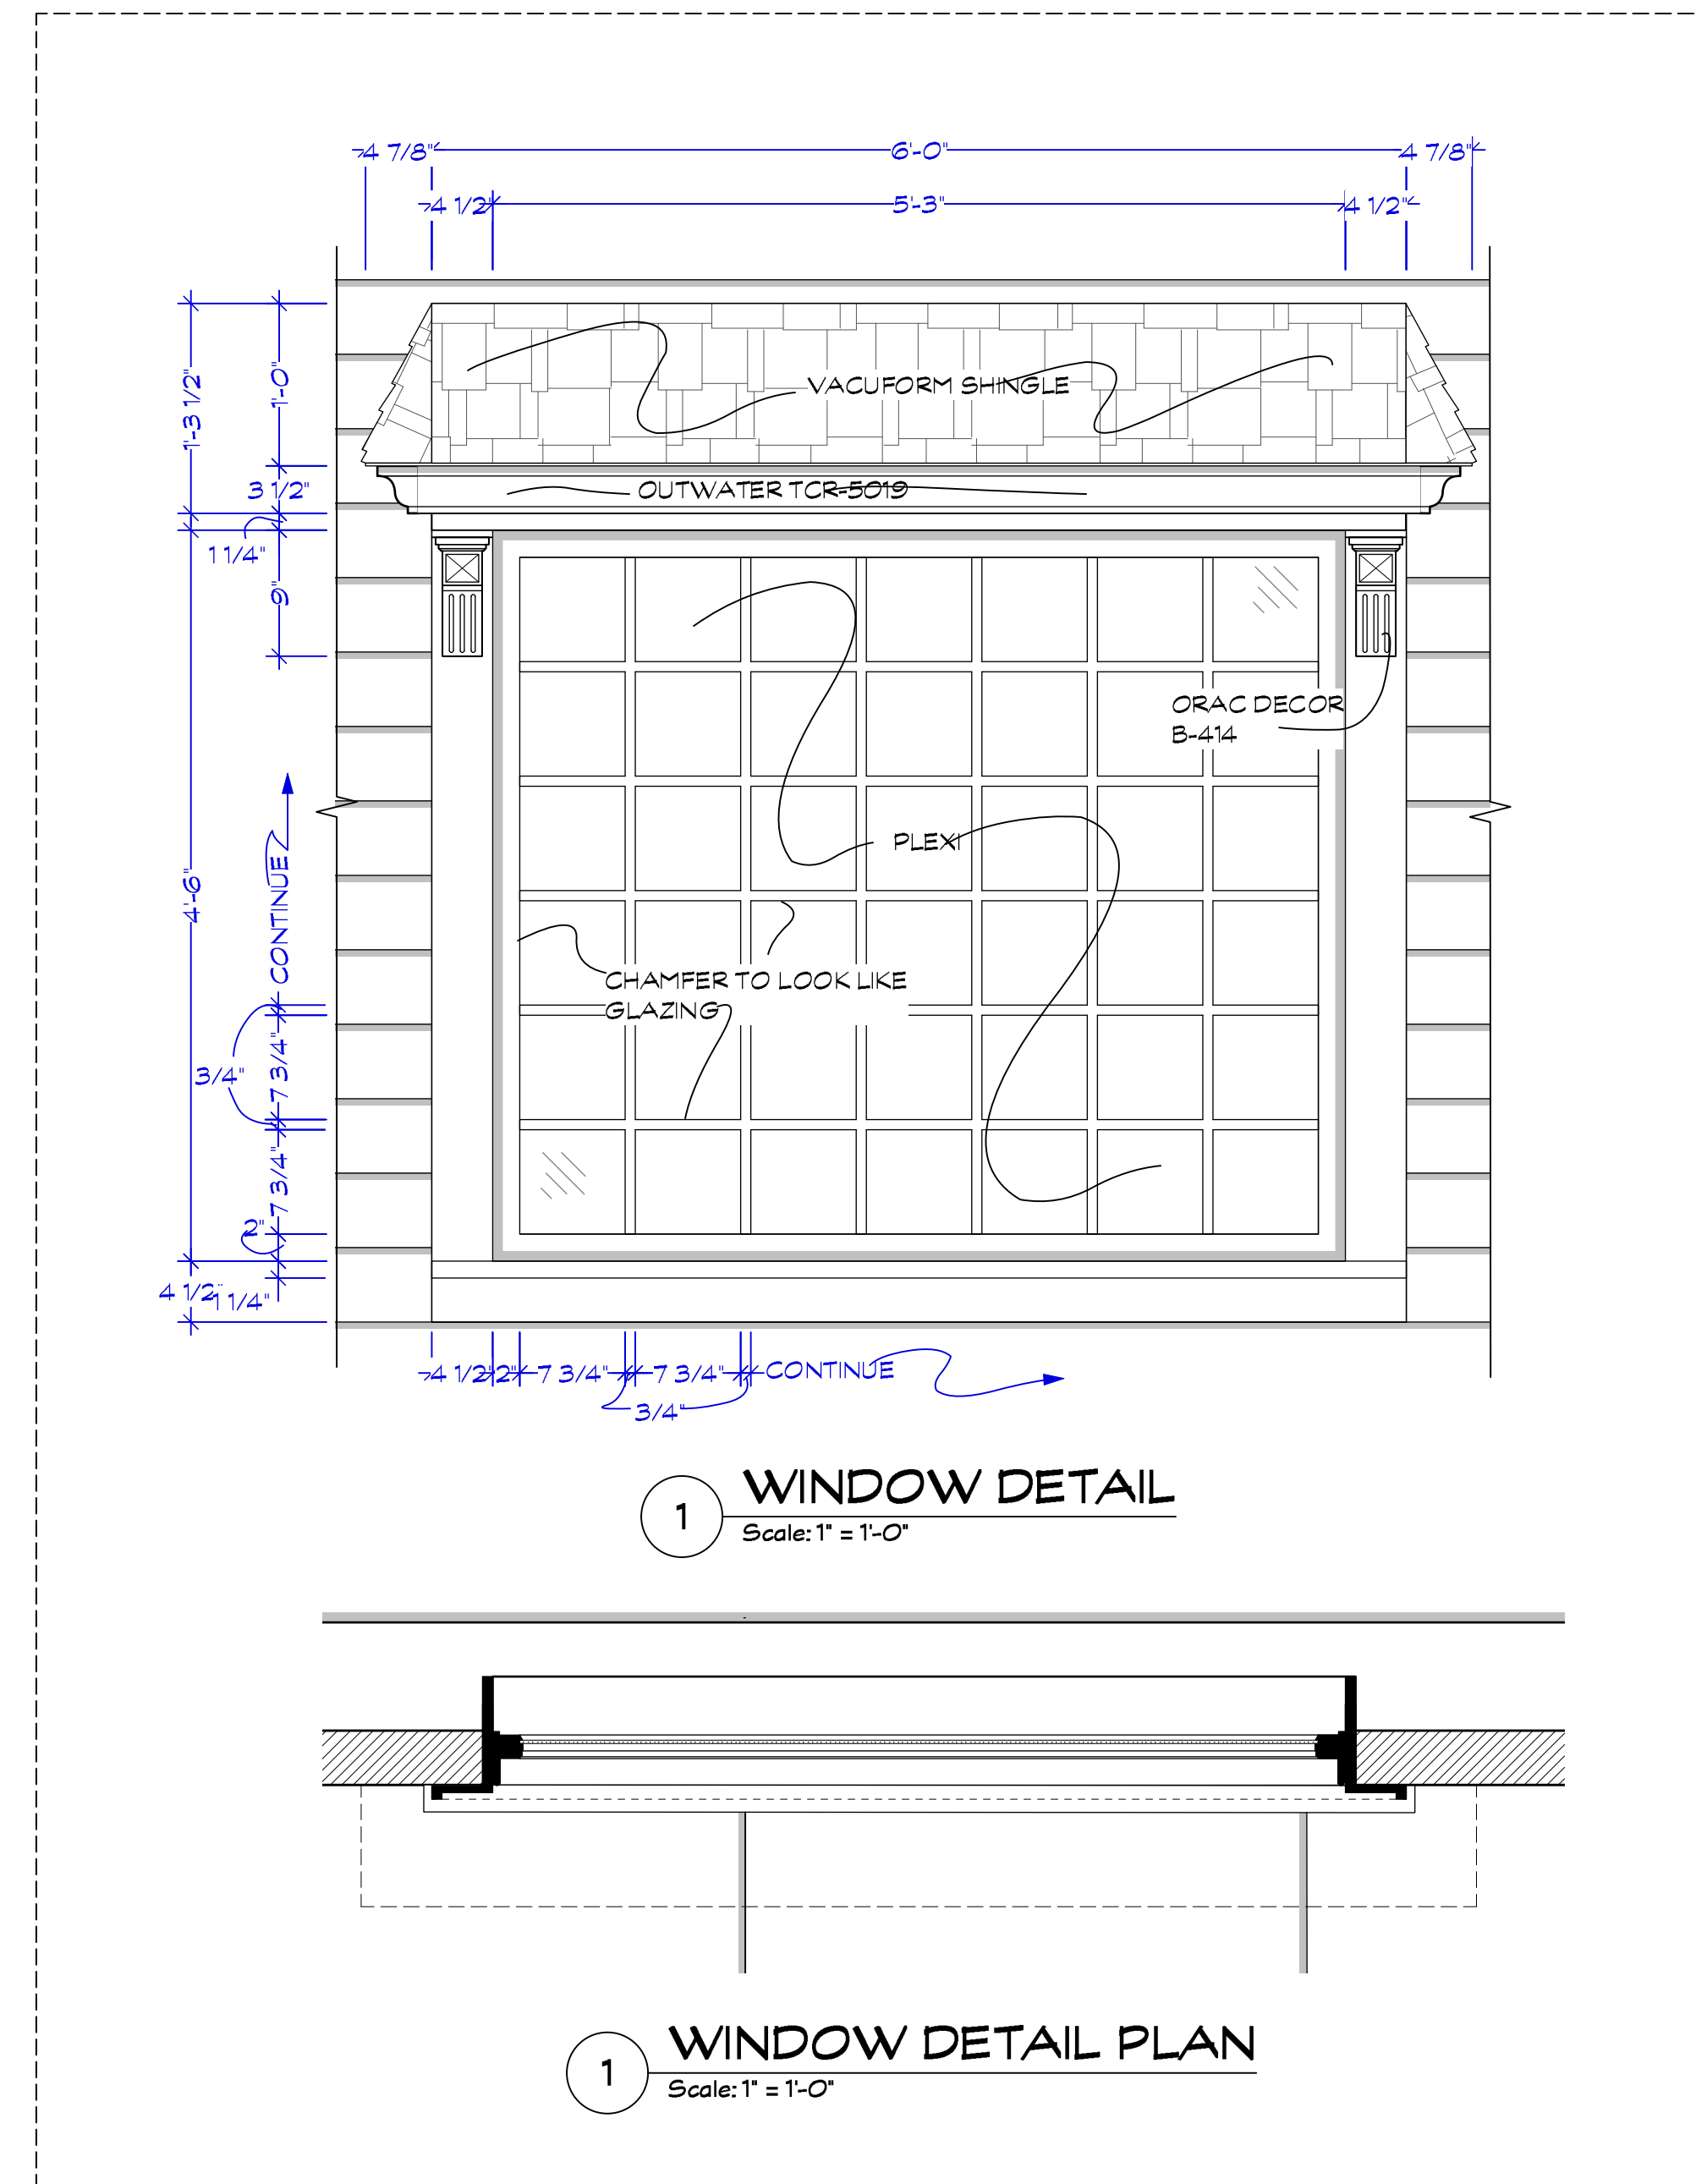 4 7/8" 6'-0" 4 7/8"
4 1/2" 5'-3" 4 1/2"
1'-3 1/2"
1'-0"
VACUFORM SHINGLE
3 1/2"
OUTWATER TCR-5019
1 1/4"
9"
ORAC DECOR
B-414
PLEXI
4'-6"
CONTINUE
CHAMFER TO LOOK LIKE
GLAZING
3/4"
7 3/4"
7 3/4"
2"
4 1/2"
1 1/4"
4 1/2" 2" 7 3/4" 7 3/4" CONTINUE
3/4"
1
WINDOW DETAIL
Scale: 1" = 1'-0"
1
WINDOW DETAIL PLAN
Scale: 1" = 1'-0"